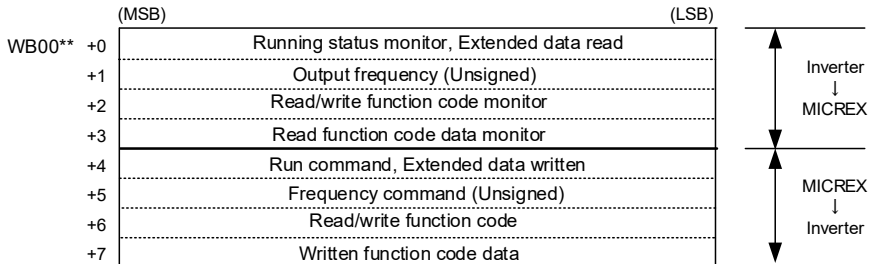 (MSB) (LSB)
WB00** +0 Running status monitor, Extended data read
+1 Output frequency (Unsigned)
+2 Read/write function code monitor
+3 Read function code data monitor
Inverter
↓
MICREX
+4 Run command, Extended data written
+5 Frequency command (Unsigned)
+6 Read/write function code
+7 Written function code data
MICREX
↓
Inverter